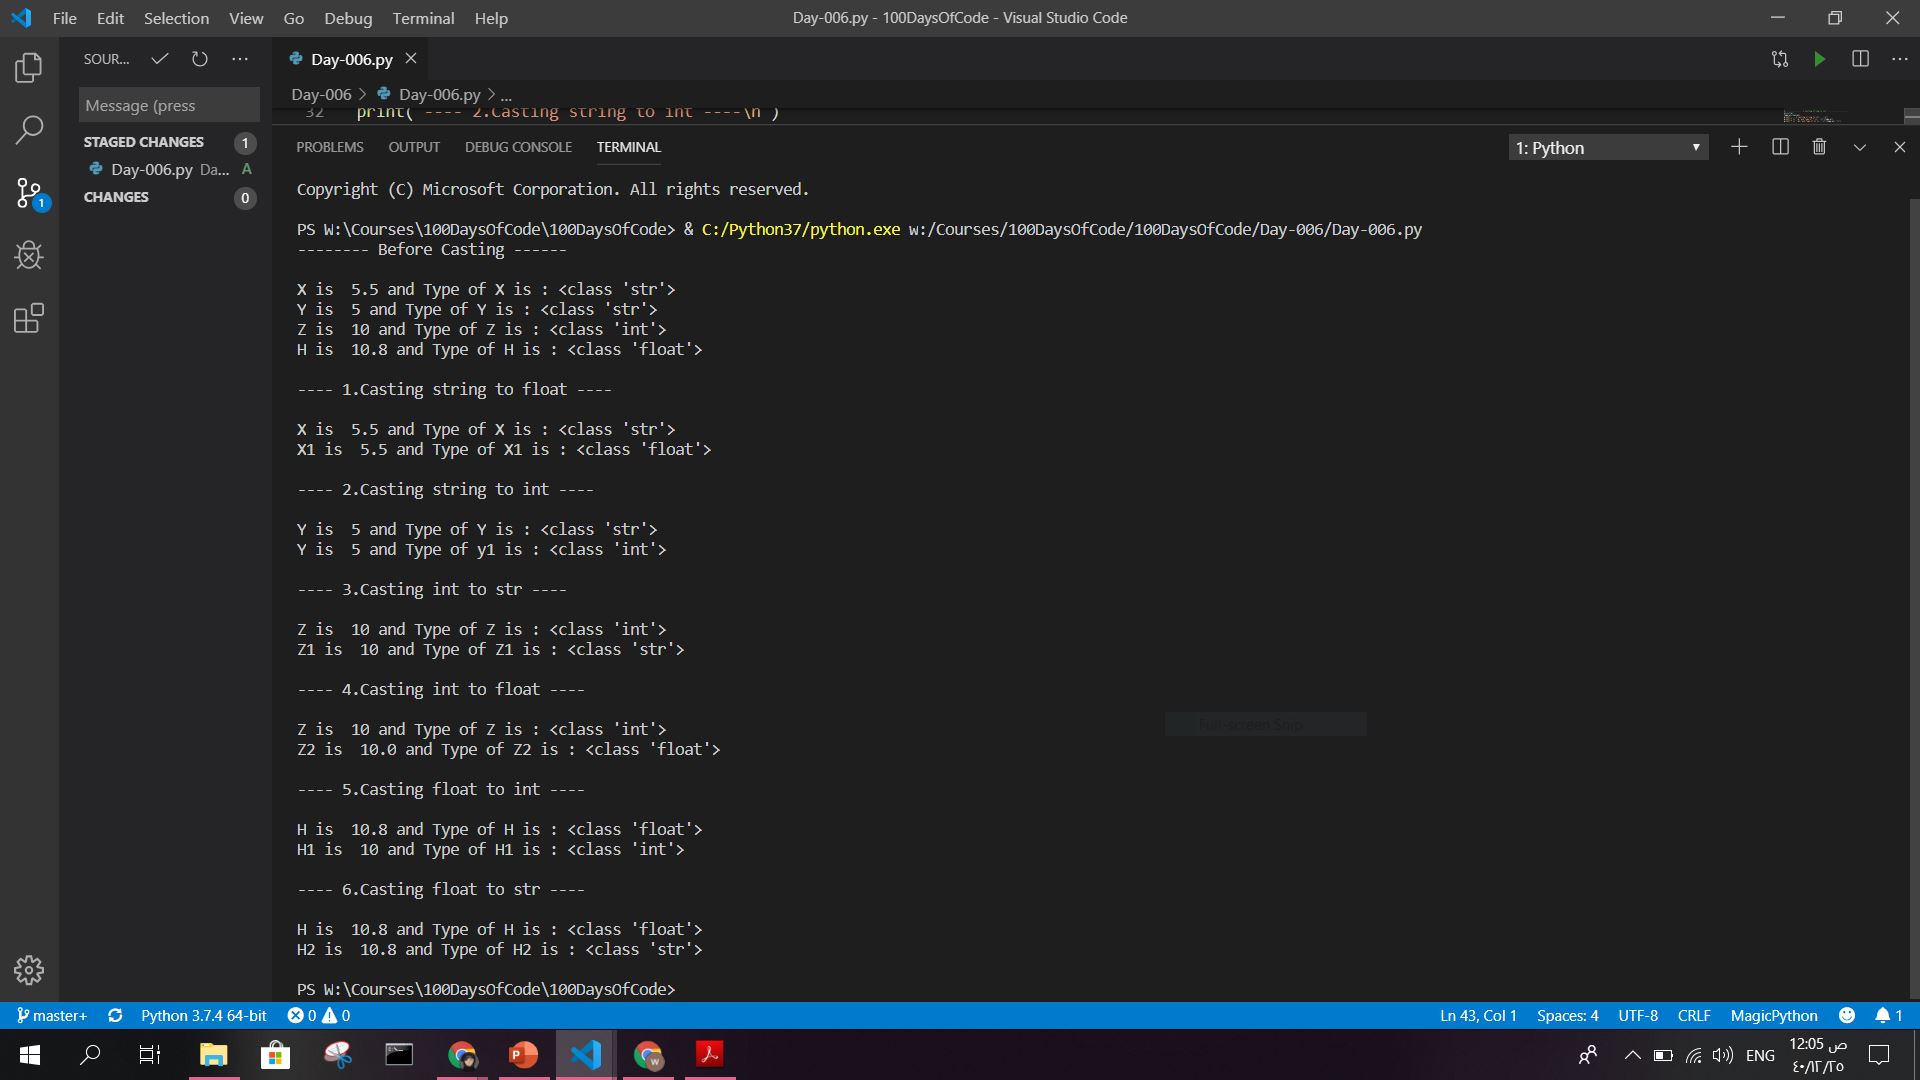 File Edit Selection View Go Debug Terminal Help
Day-006.py - 100DaysOfCode - Visual Studio Code
SOUR...
Day-006.py
Message (press
Day-006 > Day-006.py > ...
32 print( ---- 2.Casting string to int ----\n )
STAGED CHANGES 1
Day-006.py Da... A
CHANGES 0
1
PROBLEMS OUTPUT DEBUG CONSOLE TERMINAL
1: Python
Copyright (C) Microsoft Corporation. All rights reserved.
PS W:\Courses\100DaysOfCode\100DaysOfCode> & C:/Python37/python.exe w:/Courses/100DaysOfCode/100DaysOfCode/Day-006/Day-006.py
-------- Before Casting ------
X is  5.5 and Type of X is : <class 'str'>
Y is  5 and Type of Y is : <class 'str'>
Z is  10 and Type of Z is : <class 'int'>
H is  10.8 and Type of H is : <class 'float'>
---- 1.Casting string to float ----
X is  5.5 and Type of X is : <class 'str'>
X1 is  5.5 and Type of X1 is : <class 'float'>
---- 2.Casting string to int ----
Y is  5 and Type of Y is : <class 'str'>
Y is  5 and Type of y1 is : <class 'int'>
---- 3.Casting int to str ----
Z is  10 and Type of Z is : <class 'int'>
Z1 is  10 and Type of Z1 is : <class 'str'>
---- 4.Casting int to float ----
Z is  10 and Type of Z is : <class 'int'>
Z2 is  10.0 and Type of Z2 is : <class 'float'>
Full-screen Snip
---- 5.Casting float to int ----
H is  10.8 and Type of H is : <class 'float'>
H1 is  10 and Type of H1 is : <class 'int'>
---- 6.Casting float to str ----
H is  10.8 and Type of H is : <class 'float'>
H2 is  10.8 and Type of H2 is : <class 'str'>
PS W:\Courses\100DaysOfCode\100DaysOfCode>
master+ Python 3.7.4 64-bit 0 0
Ln 43, Col 1 Spaces: 4 UTF-8 CRLF MagicPython 1
ENG
12:05 ص
٤٠/١٢/٢٥